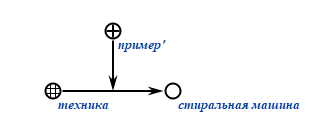 пример'
техника
стиральная машина